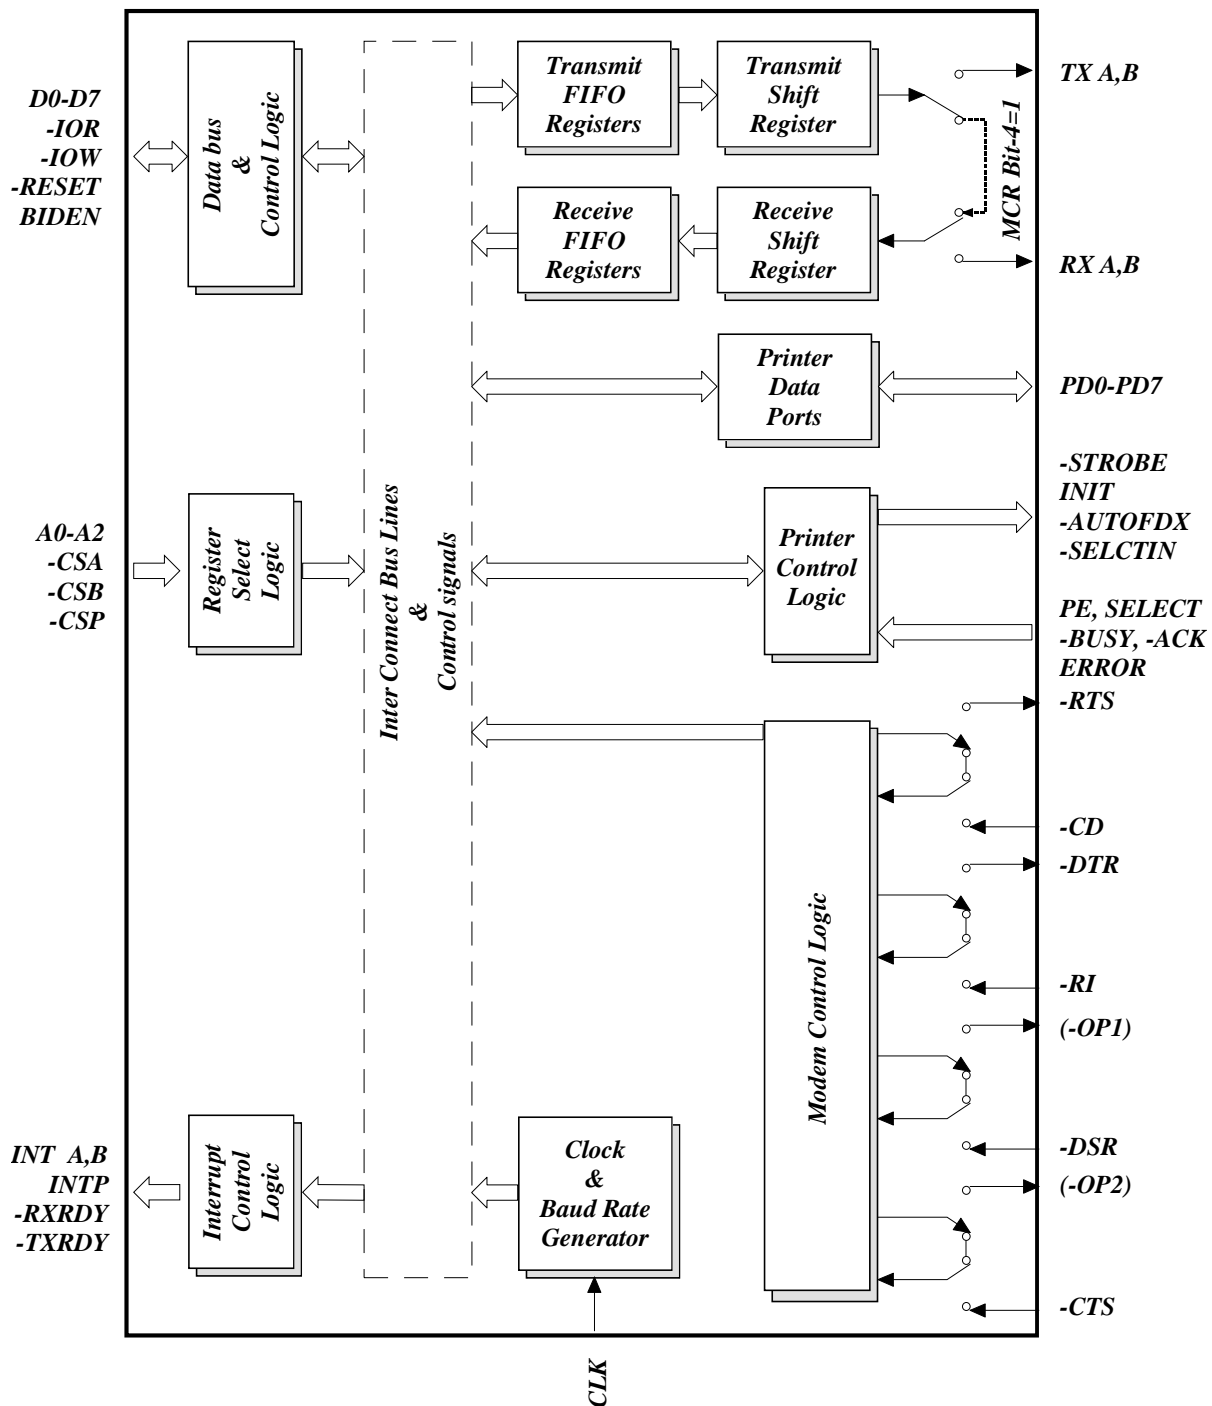 D0-D7
-IOR
-IOW
-RESET
BIDEN
Data bus
&
Control Logic
A0-A2
-CSA
-CSB
-CSP
Register
Select
Logic
INT A,B
INTP
-RXRDY
-TXRDY
Interrupt
Control
Logic
Inter Connect Bus Lines
&
Control signals
Transmit
FIFO
Registers
Transmit
Shift
Register
Receive
FIFO
Registers
Receive
Shift
Register
MCR Bit-4=1
TX A,B
RX A,B
Printer
Data
Ports
PD0-PD7
Printer
Control
Logic
-STROBE
INIT
-AUTOFDX
-SELCTIN
PE, SELECT
-BUSY, -ACK
ERROR
Modem Control Logic
-RTS
-CD
-DTR
-RI
(-OP1)
-DSR
(-OP2)
-CTS
Clock
&
Baud Rate
Generator
CLK